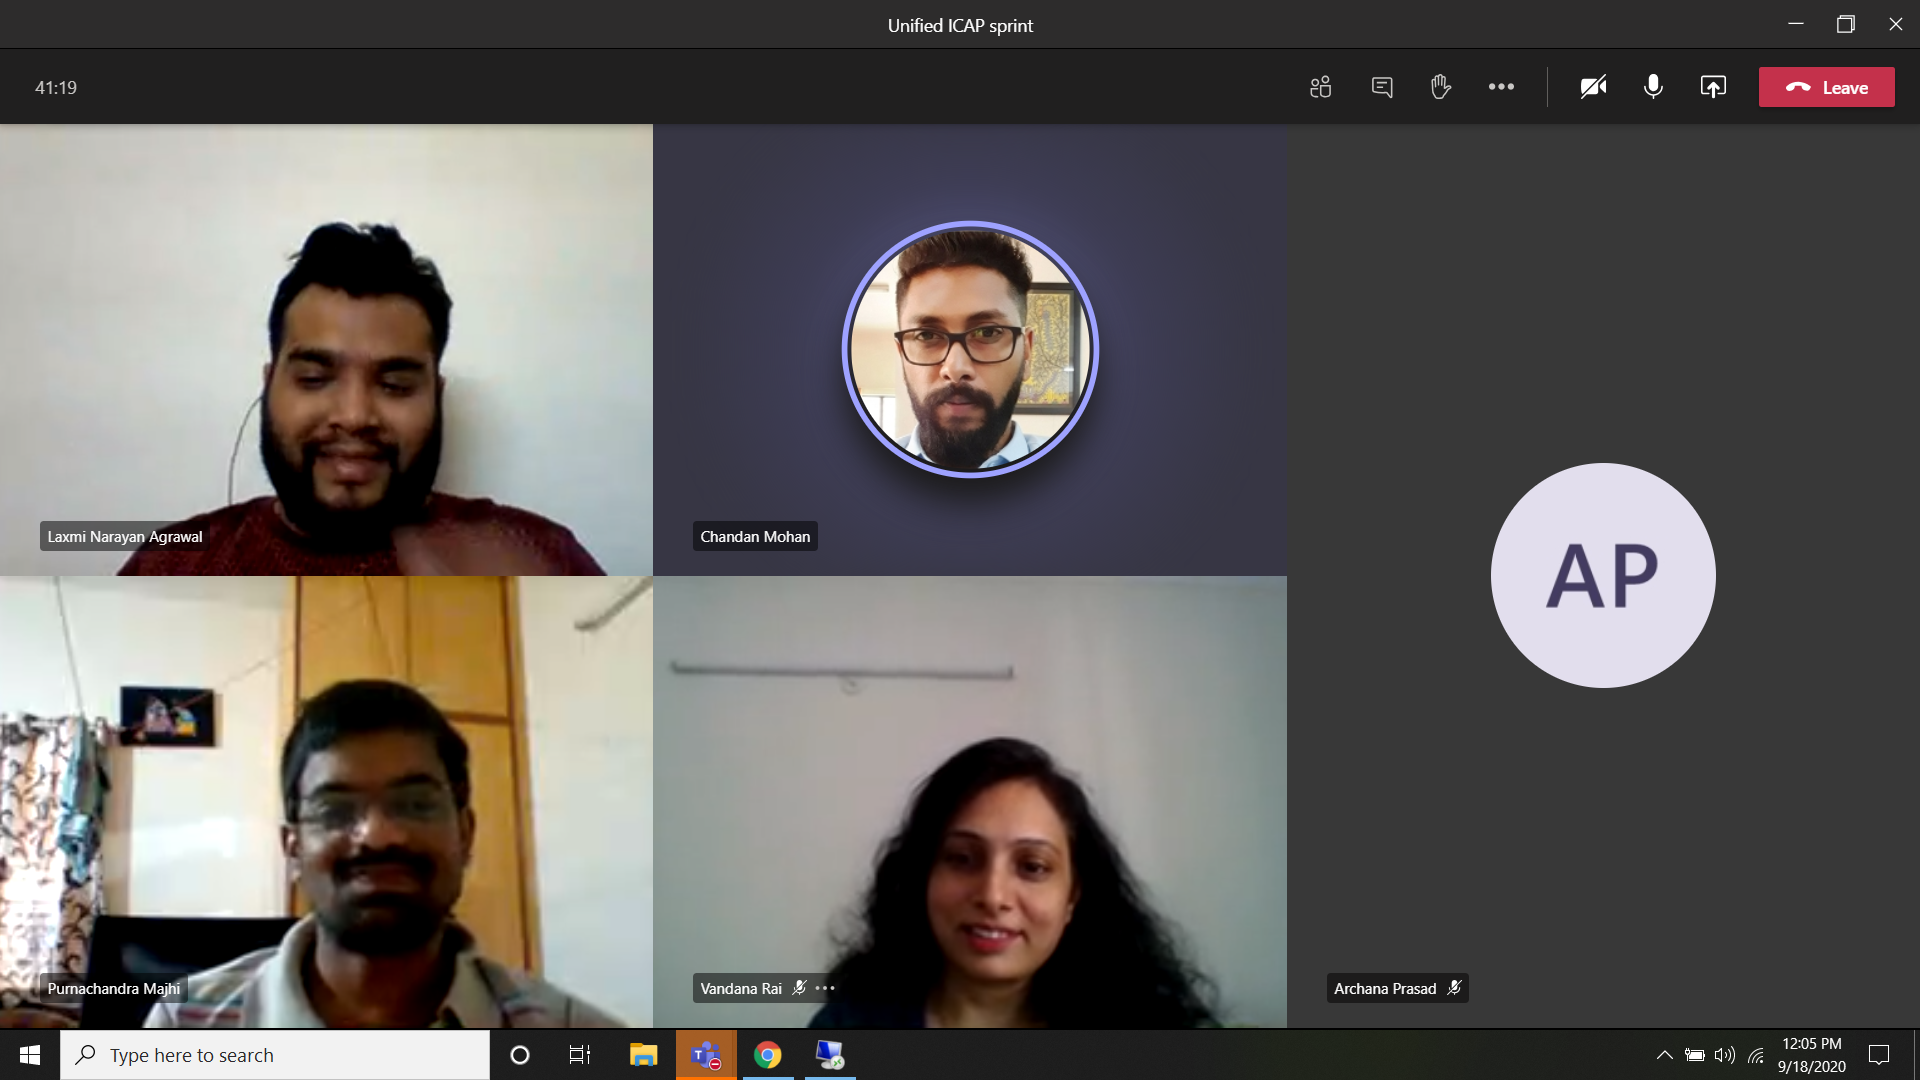 Unified ICAP sprint
41:19
Leave
Laxmi Narayan Agrawal
Chandan Mohan
AP
Purnachandra Majhi
Vandana Rai
Archana Prasad
Type here to search
T
12:05 PM
9/18/2020